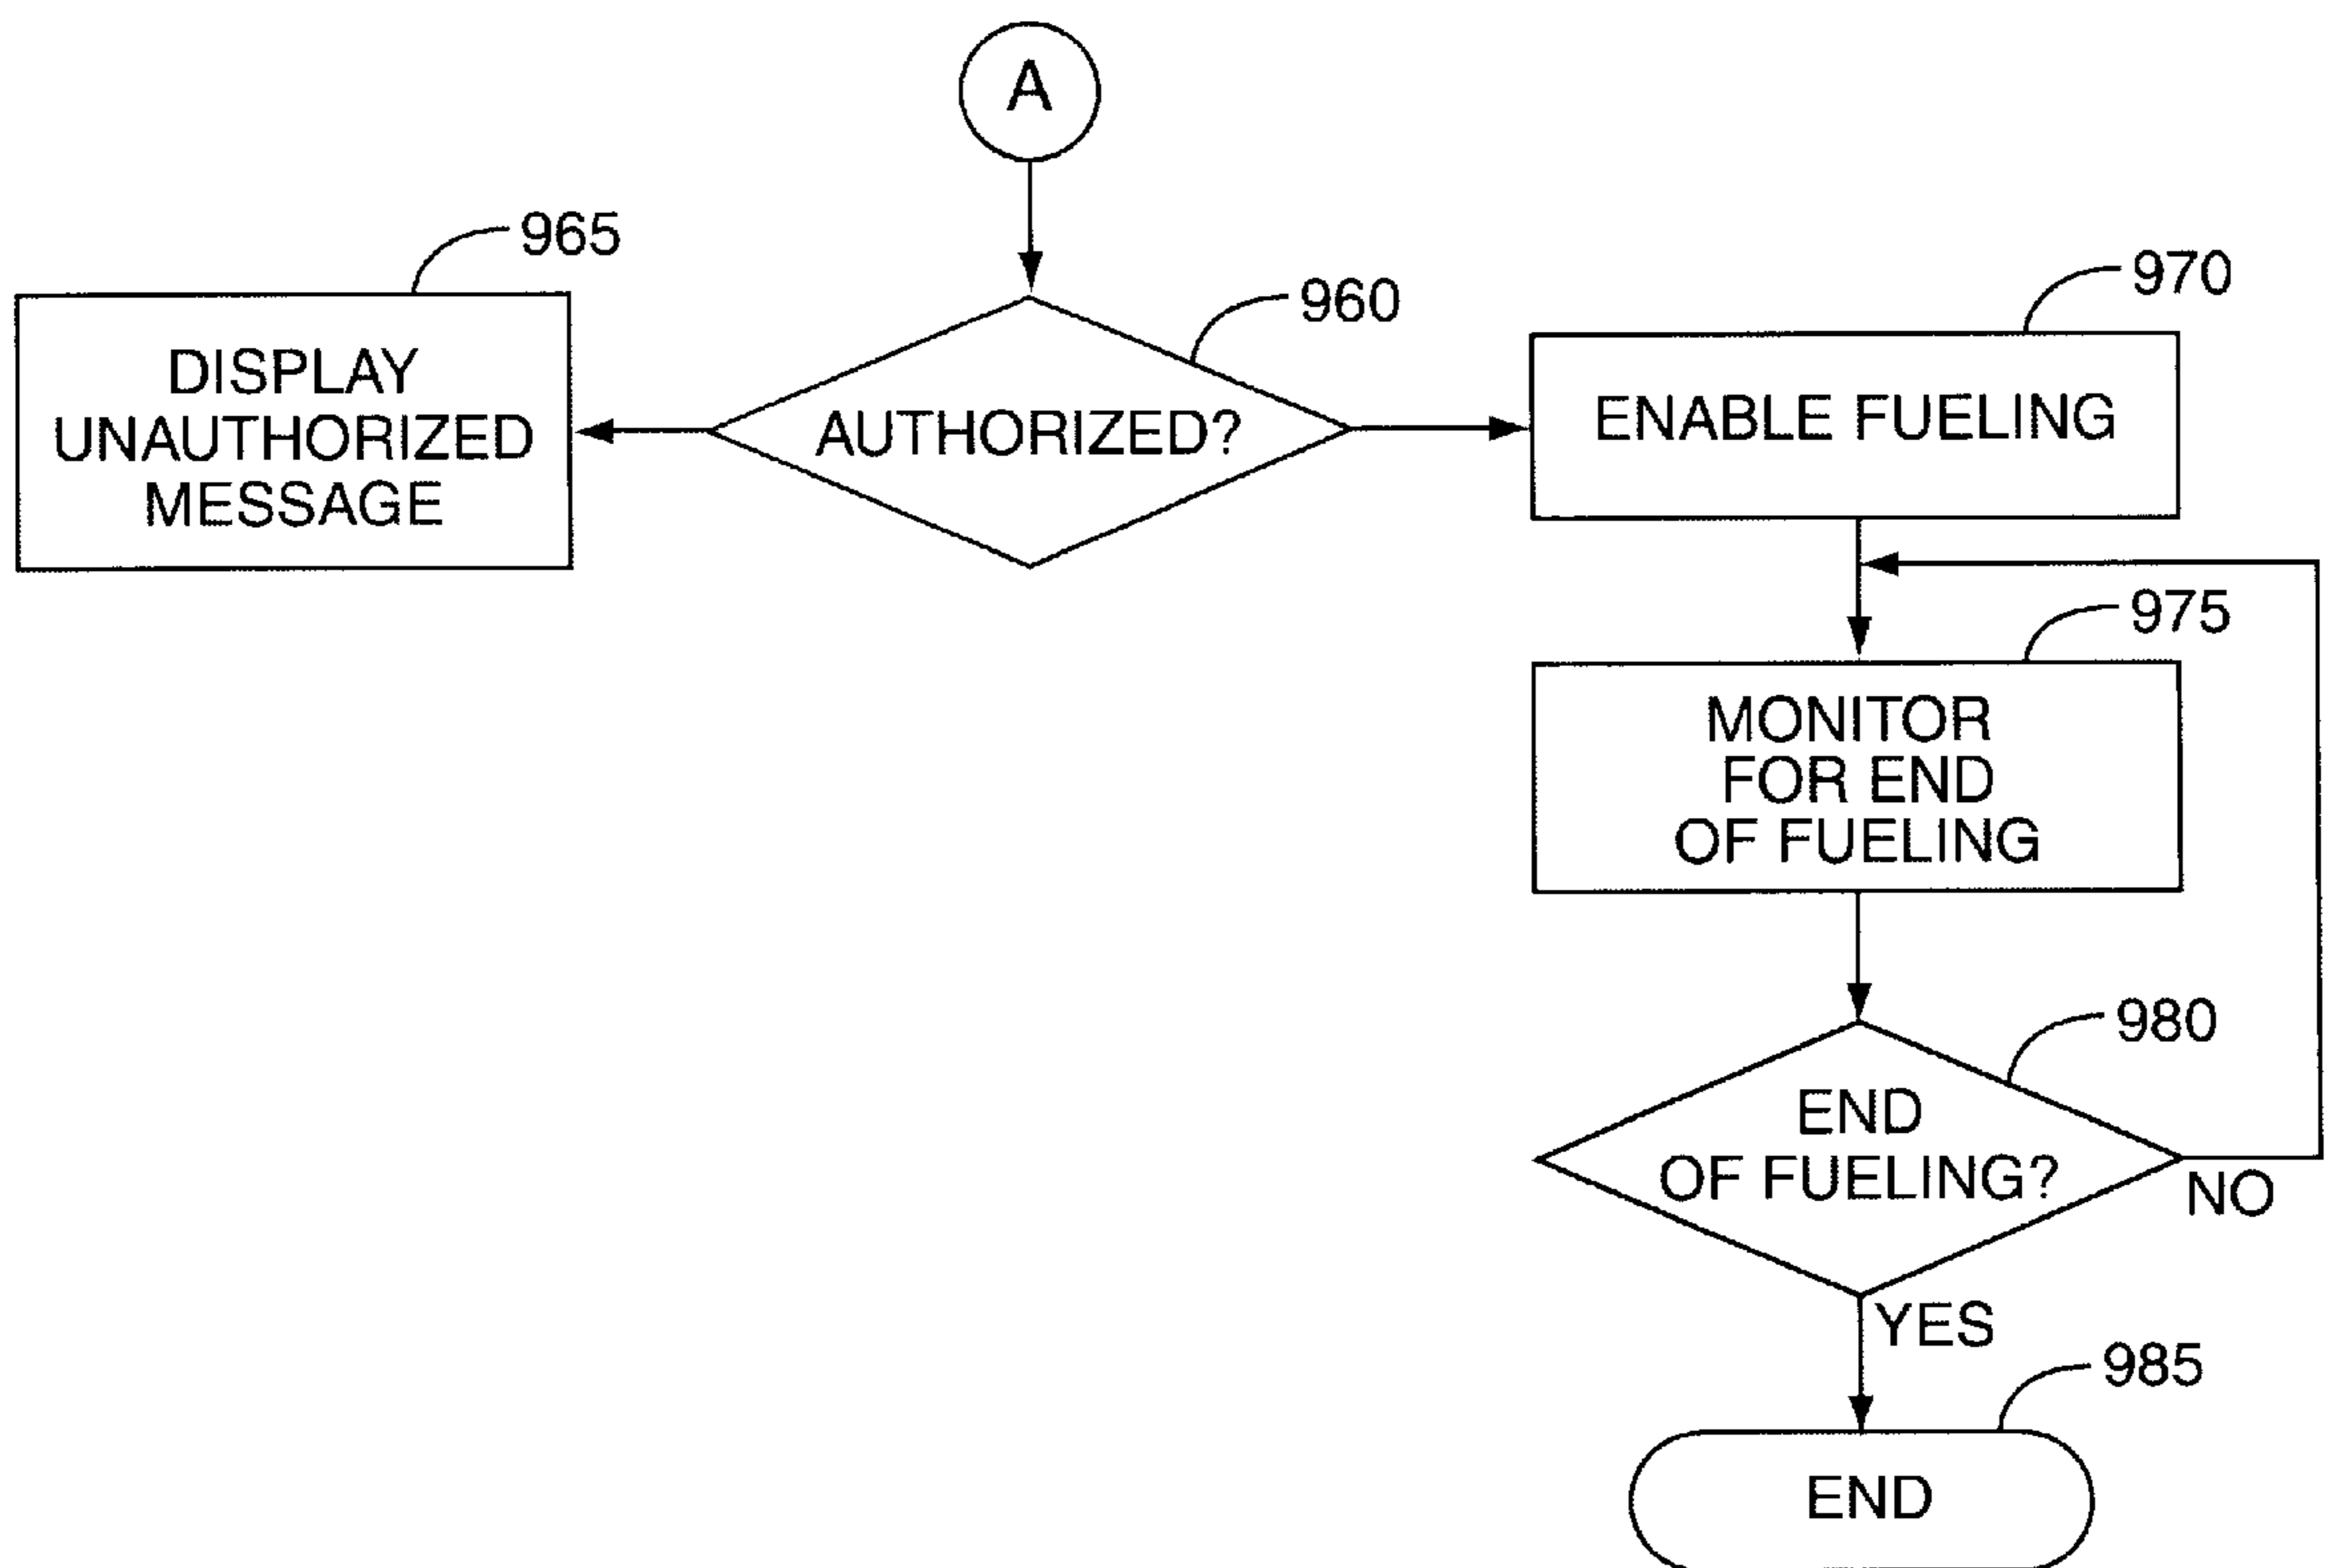 A
965
960
970
DISPLAY
UNAUTHORIZED
MESSAGE
AUTHORIZED?
ENABLE FUELING
975
MONITOR
FOR END
OF FUELING
980
END
OF FUELING?
NO
YES
985
END